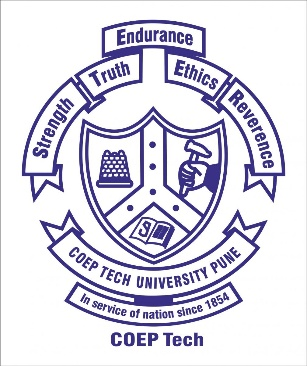 Endurance
Truth
Ethics
Strength
Reverence
COEP TECH UNIVERSITY PUNE
In service of nation since 1854
COEP Tech